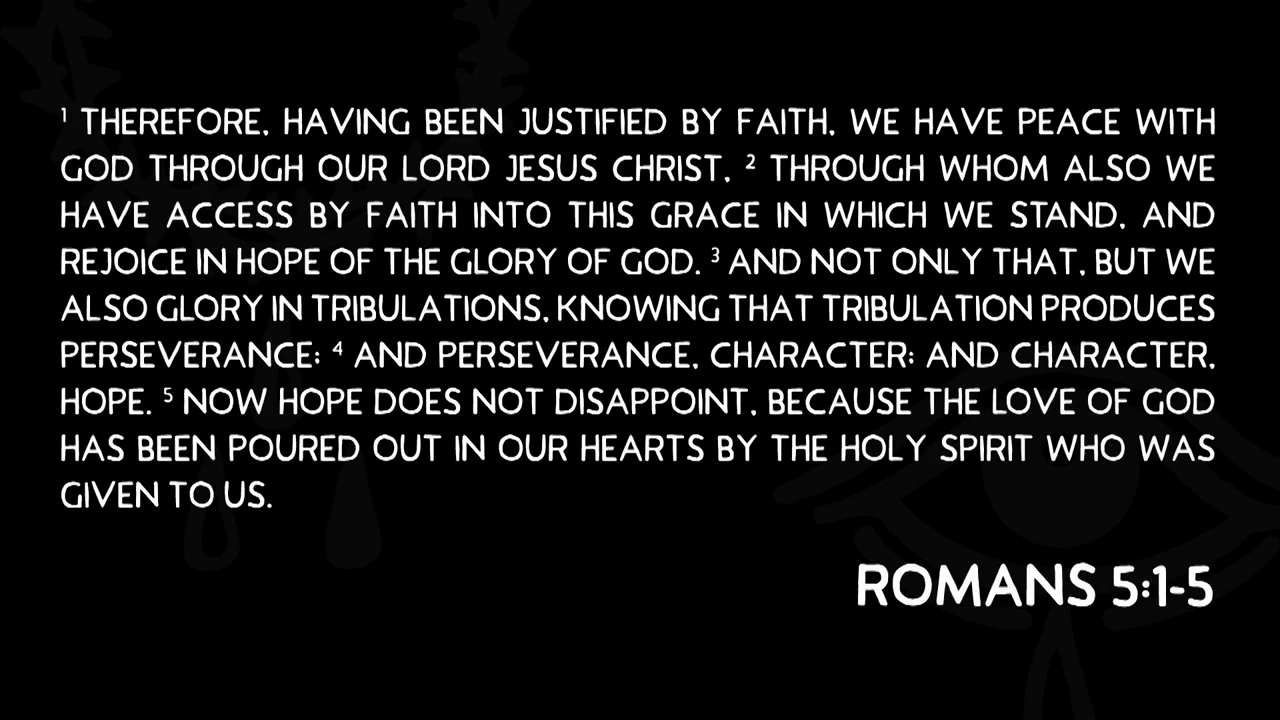 ¹ THEREFORE, HAVING BEEN JUSTIFIED BY FAITH, WE HAVE PEACE WITH
GOD THROUGH OUR LORD JESUS CHRIST, ² THROUGH WHOM ALSO WE
HAVE ACCESS BY FAITH INTO THIS GRACE IN WHICH WE STAND, AND
REJOICE IN HOPE OF THE GLORY OF GOD. ³ AND NOT ONLY THAT, BUT WE
ALSO GLORY IN TRIBULATIONS, KNOWING THAT TRIBULATION PRODUCES
PERSEVERANCE; ⁴ AND PERSEVERANCE, CHARACTER; AND CHARACTER,
HOPE. ⁵ NOW HOPE DOES NOT DISAPPOINT, BECAUSE THE LOVE OF GOD
HAS BEEN POURED OUT IN OUR HEARTS BY THE HOLY SPIRIT WHO WAS
GIVEN TO US.
ROMANS 5:1-5